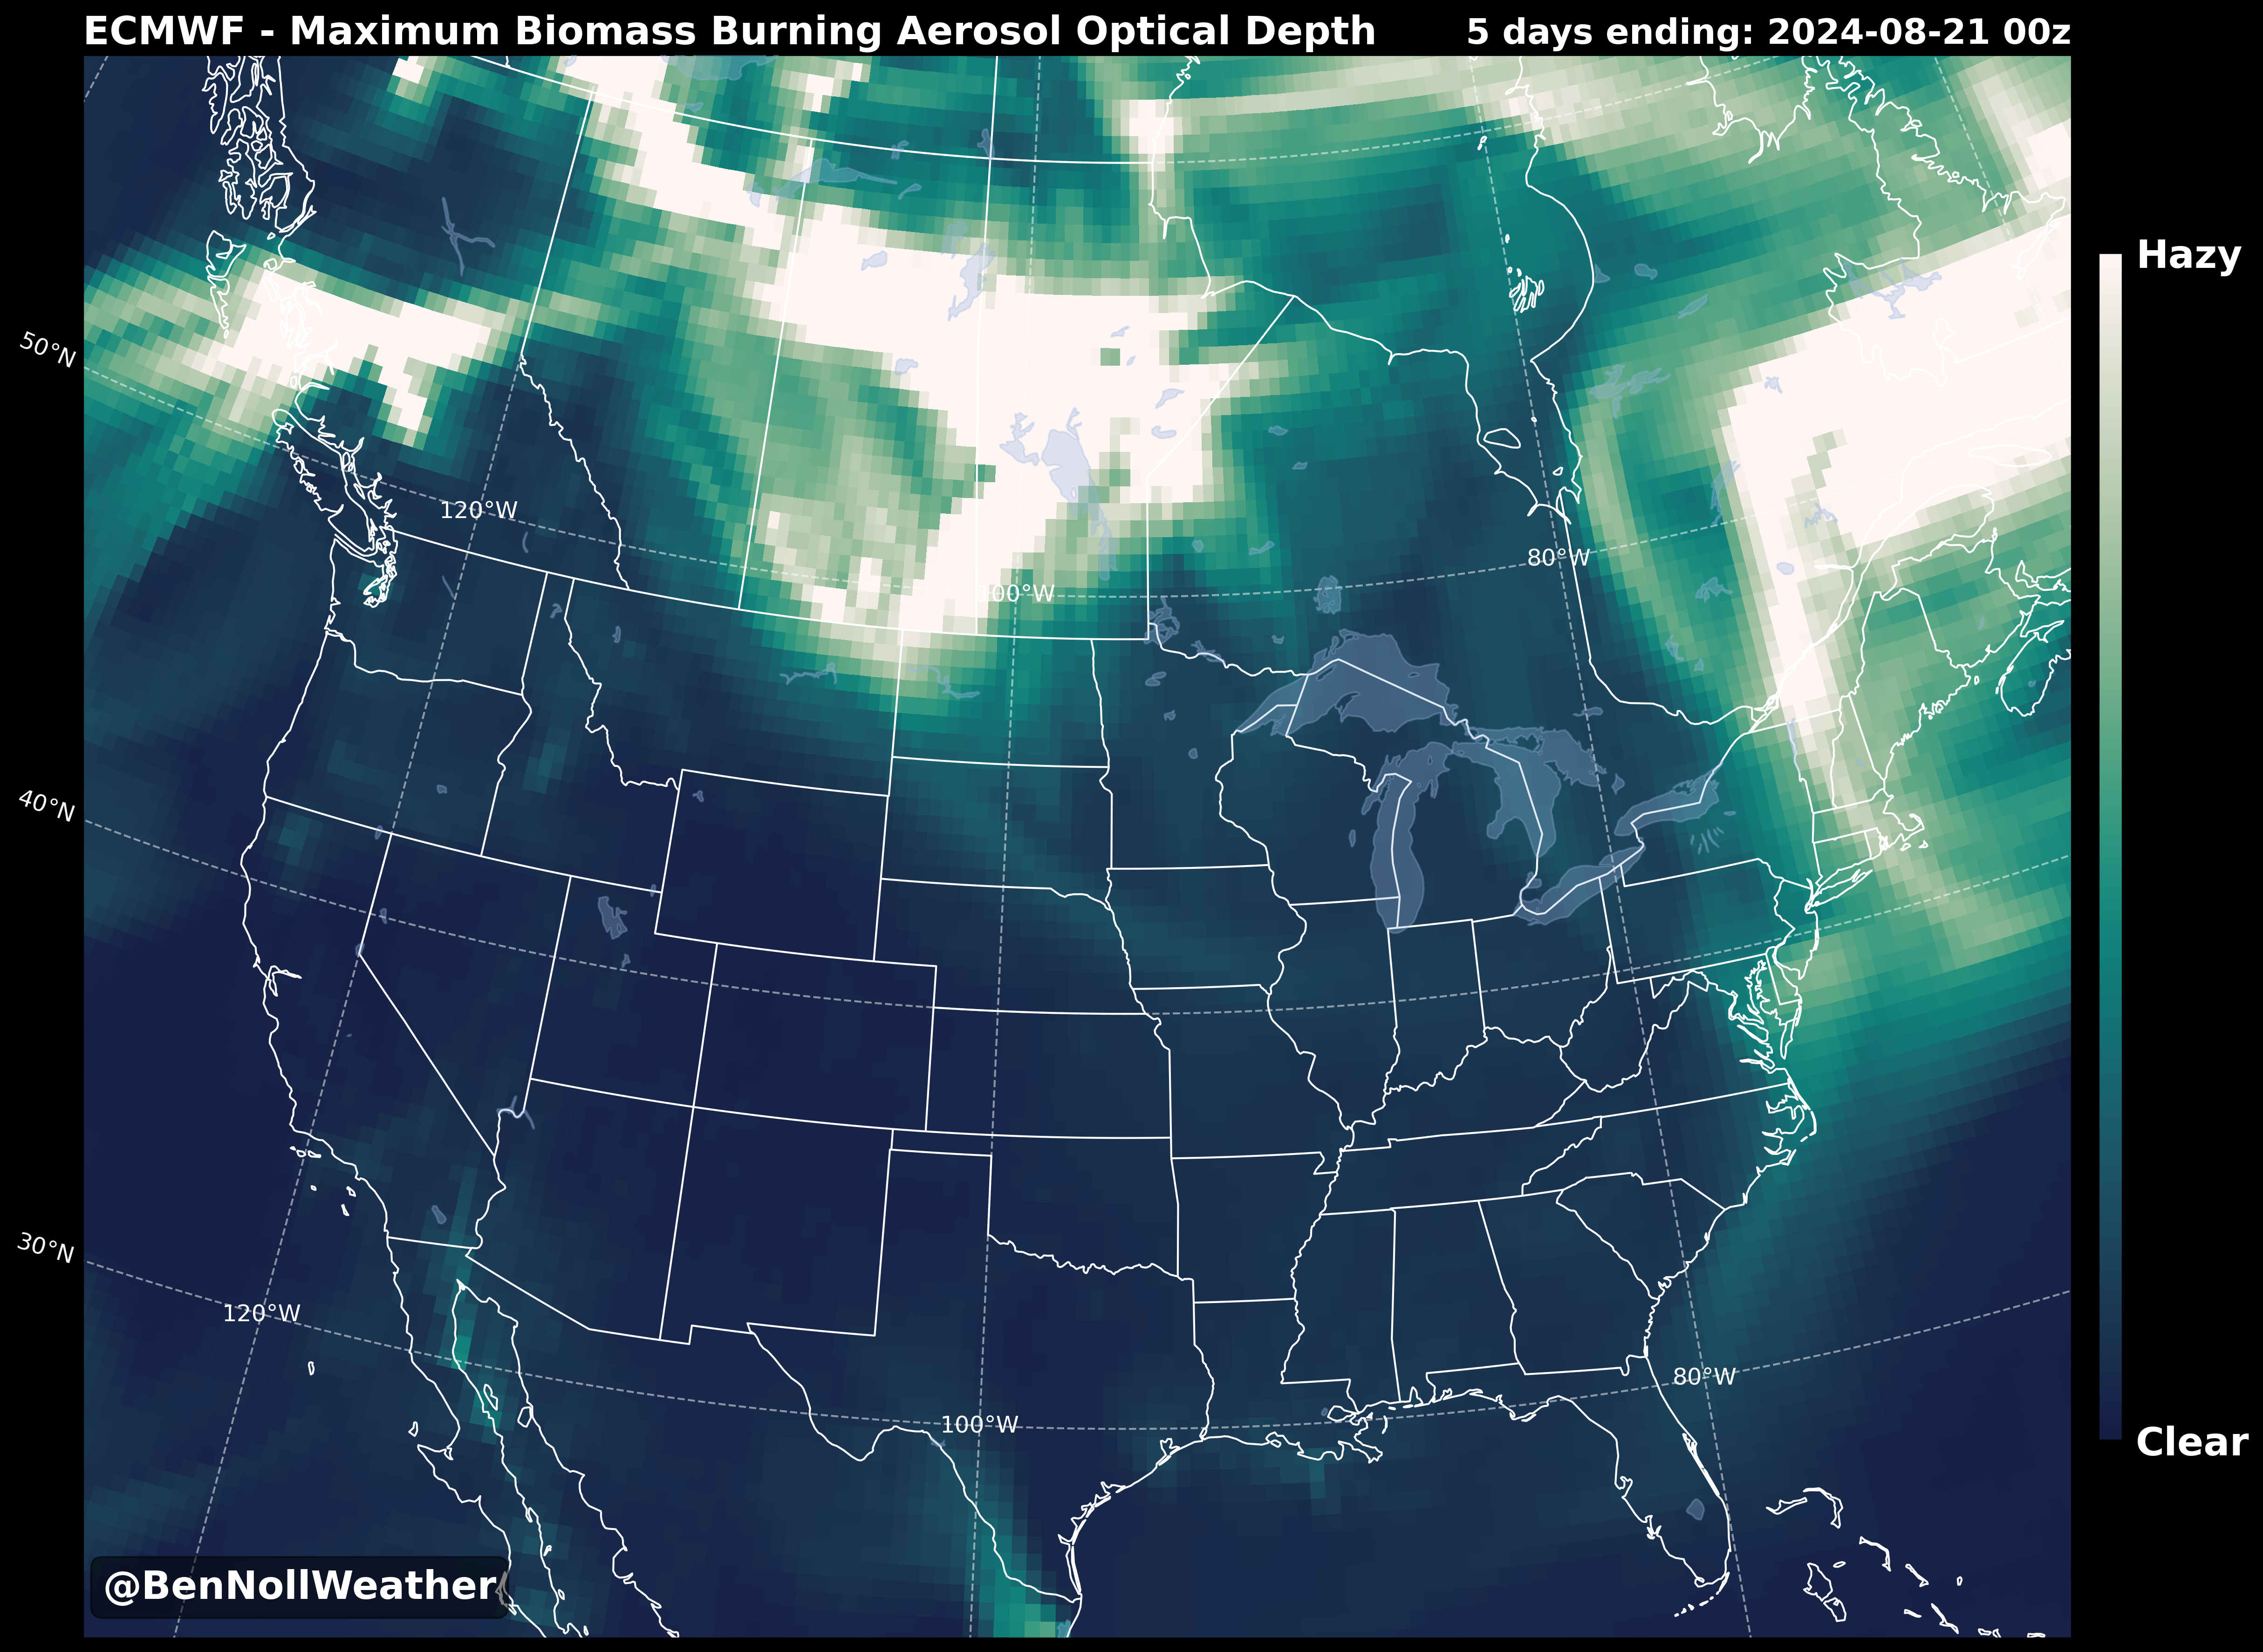 ECMWF - Maximum Biomass Burning Aerosol Optical Depth
5 days ending: 2024-08-21 00z
Hazy
50°N
120°W
80°W
100°W
40°N
30°N
120°W
80°W
100°W
Clear
@BenNollWeather